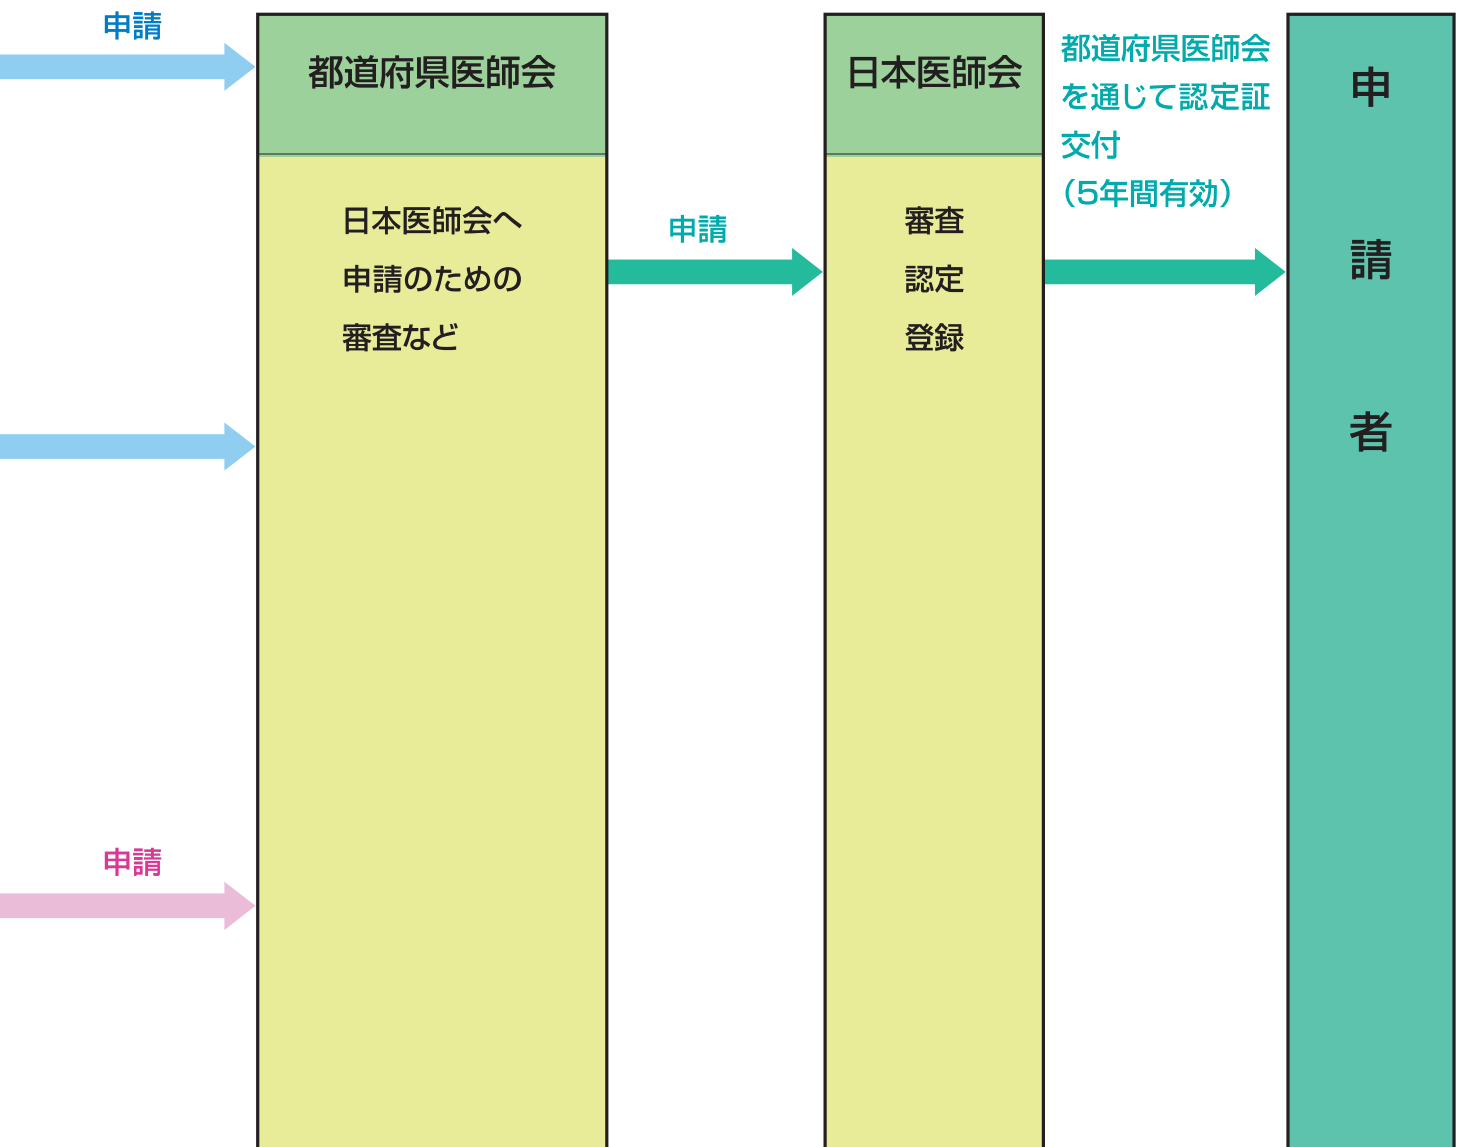 申請
都道府県医師会
日本医師会へ
申請のための
審査など
申請
申請
日本医師会
審査
認定
登録
都道府県医師会
を通じて認定証
交付
（5年間有効）
申請者